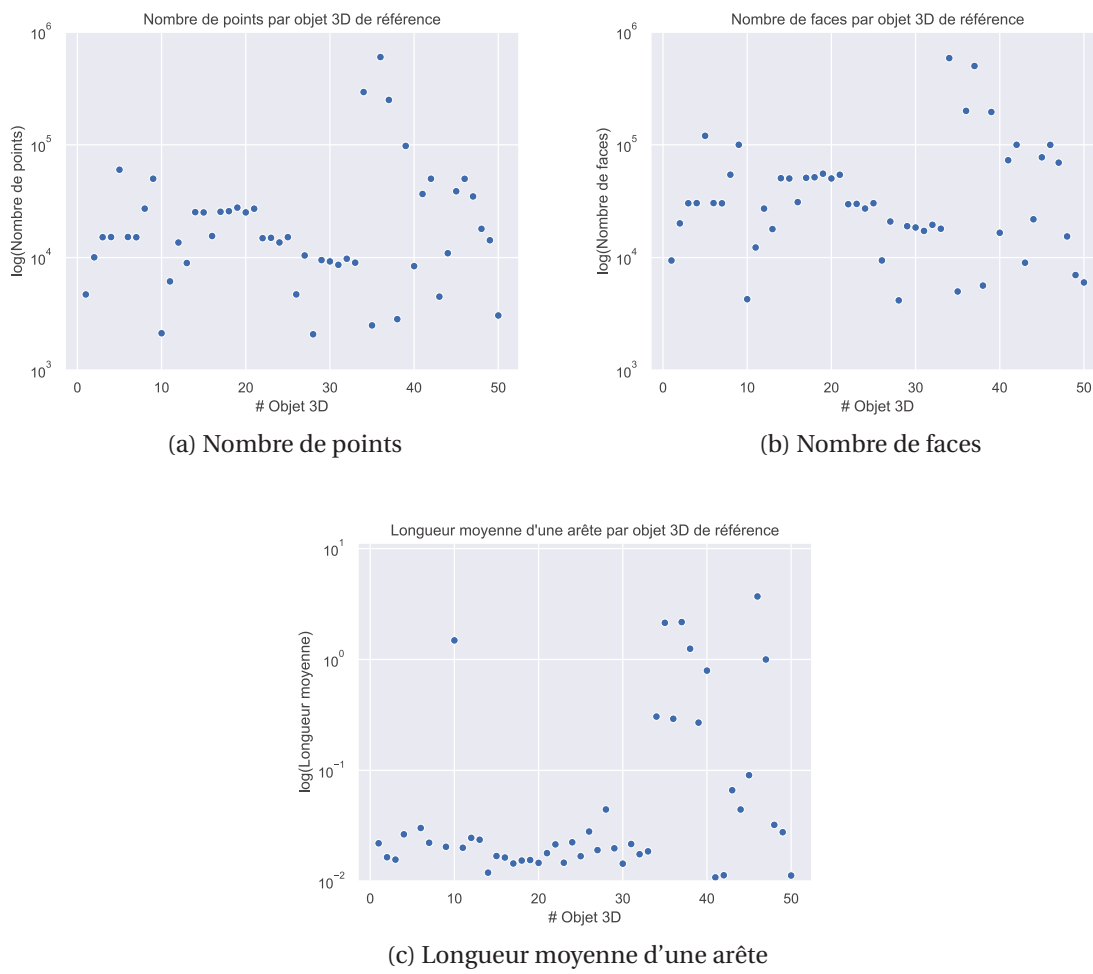 Nombre de points par objet 3D de référence
10^6
10^5
10^4
10^3
log(Nombre de points)
0 10 20 30 40 50
# Objet 3D
(a) Nombre de points
Nombre de faces par objet 3D de référence
10^6
10^5
10^4
10^3
log(Nombre de faces)
0 10 20 30 40 50
# Objet 3D
(b) Nombre de faces
Longueur moyenne d'une arête par objet 3D de référence
10^1
10^0
10^−1
10^−2
log(Longueur moyenne)
0 10 20 30 40 50
# Objet 3D
(c) Longueur moyenne d’une arête